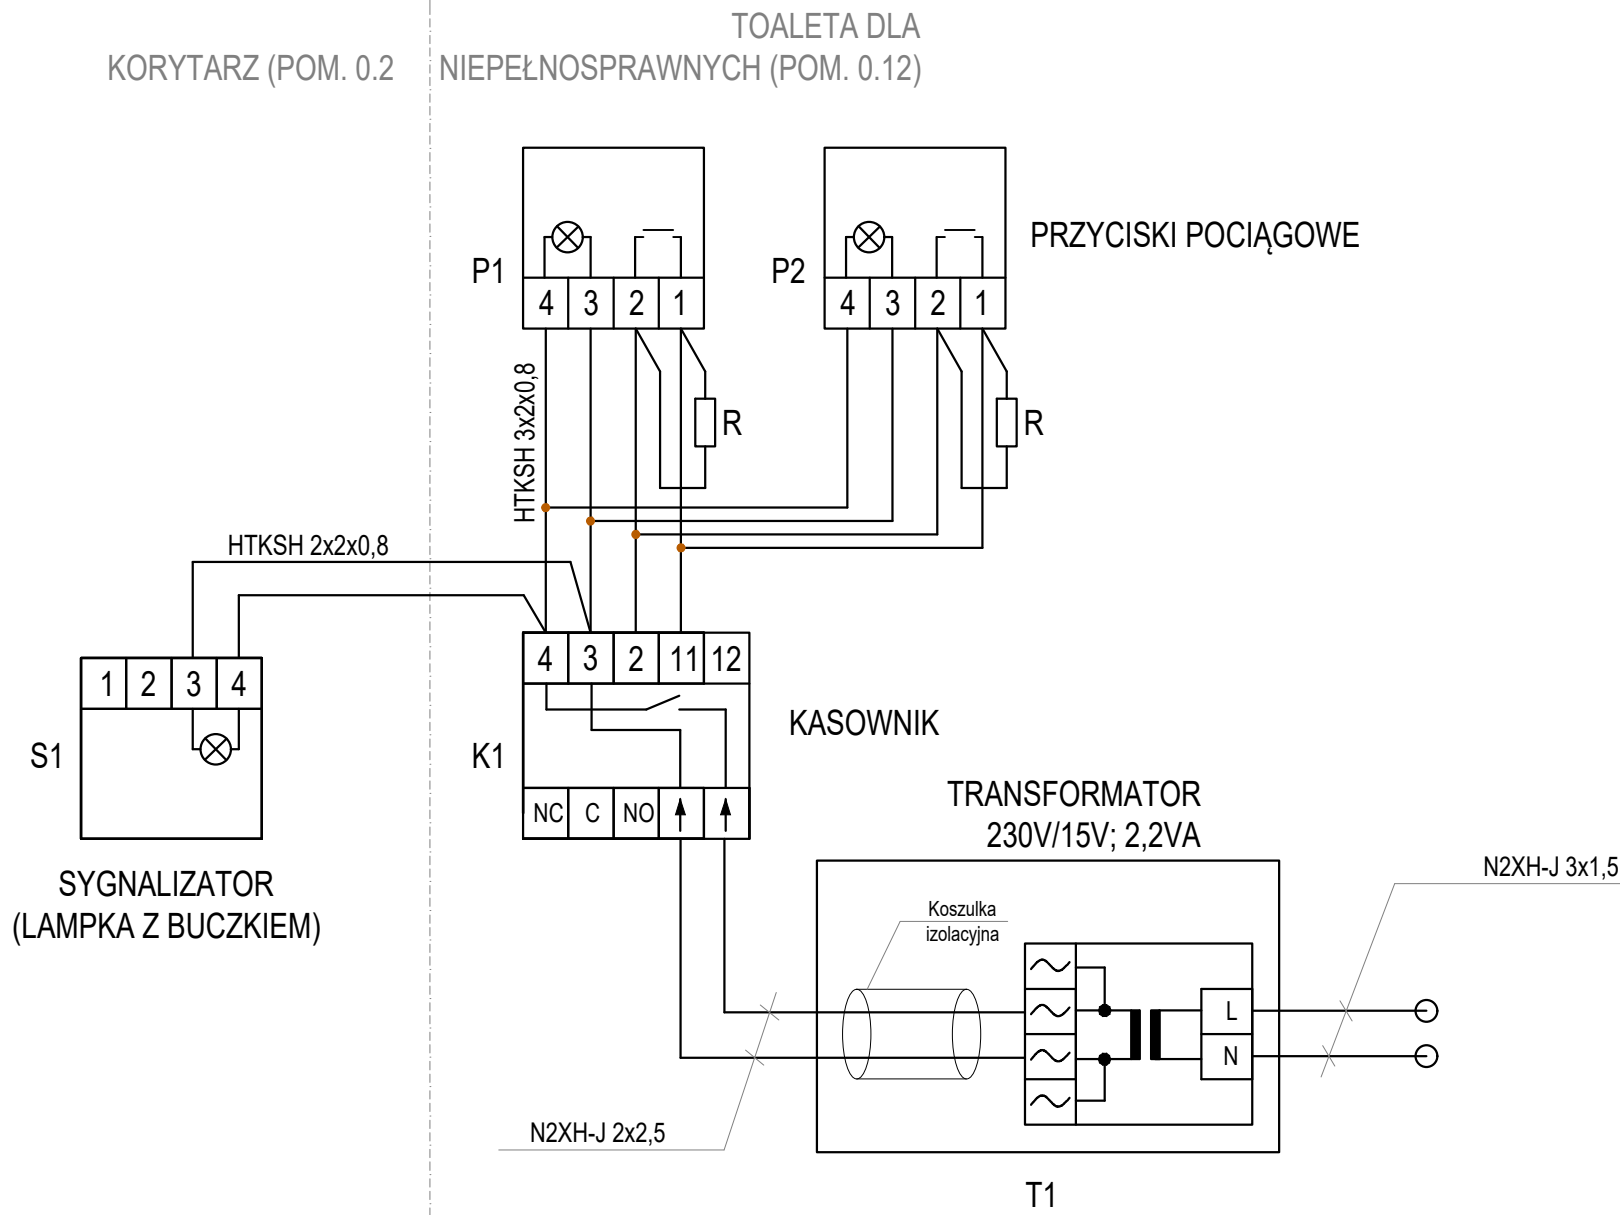 TOALETA DLA
KORYTARZ (POM. 0.2
NIEPEŁNOSPRAWNYCH (POM. 0.12)
PRZYCISKI POCIĄGOWE
P1
P2
4 3 2 1
4 3 2 1
HTKSH 3x2x0,8
R
R
HTKSH 2x2x0,8
4 3 2 11 12
1 2 3 4
KASOWNIK
S1
K1
NC C NO
TRANSFORMATOR
230V/15V; 2,2VA
SYGNALIZATOR
(LAMPKA Z BUCZKIEM)
N2XH-J 3x1,5
Koszulka
izolacyjna
L
N
N2XH-J 2x2,5
T1